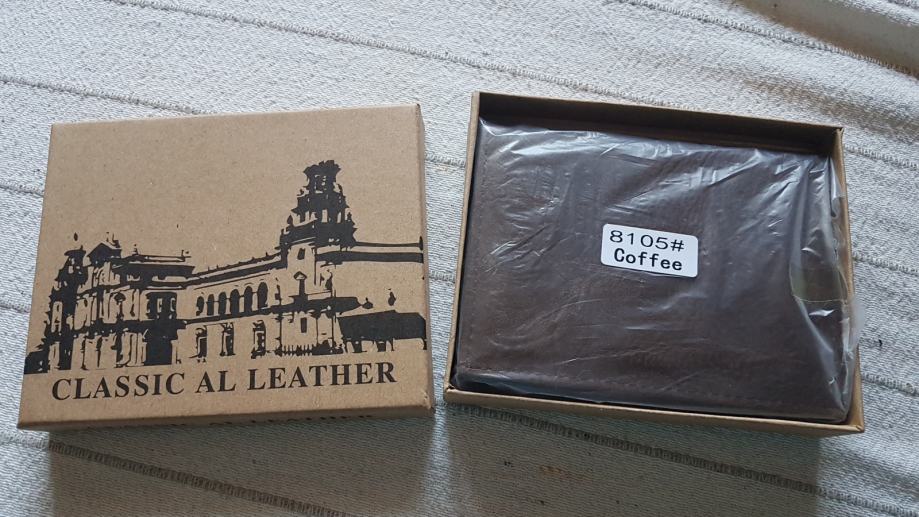 CLASSIC AL LEATHER
8105#
Coffee